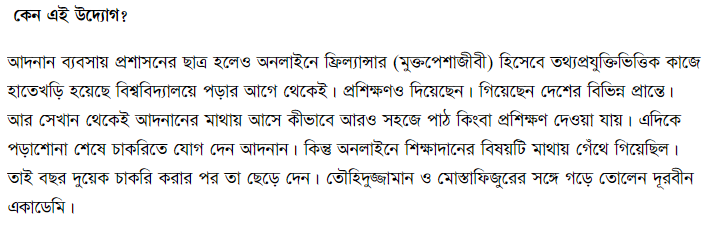 কেন এই উদ্যোগ?
আদনান ব্যবসায় প্রশাসনের ছাত্র হলেও অনলাইনে ফ্রিল্যান্সার (মুক্তপেশাজীবী) হিসেবে তথ্যপ্রযুক্তিভিত্তিক কাজে
হাতেখড়ি হয়েছে বিশ্ববিদ্যালয়ে পড়ার আগে থেকেই। প্রশিক্ষণও দিয়েছেন। গিয়েছেন দেশের বিভিন্ন প্রান্তে।
আর সেখান থেকেই আদনানের মাথায় আসে কীভাবে আরও সহজে পাঠ কিংবা প্রশিক্ষণ দেওয়া যায়। এদিকে
পড়াশোনা শেষে চাকরিতে যোগ দেন আদনান। কিন্তু অনলাইনে শিক্ষাদানের বিষয়টি মাথায় গেঁথে গিয়েছিল।
তাই বছর দুয়েক চাকরি করার পর তা ছেড়ে দেন। তৌহিদুজ্জামান ও মোস্তাফিজুরের সঙ্গে গড়ে তোলেন দূরবীন
একাডেমি।